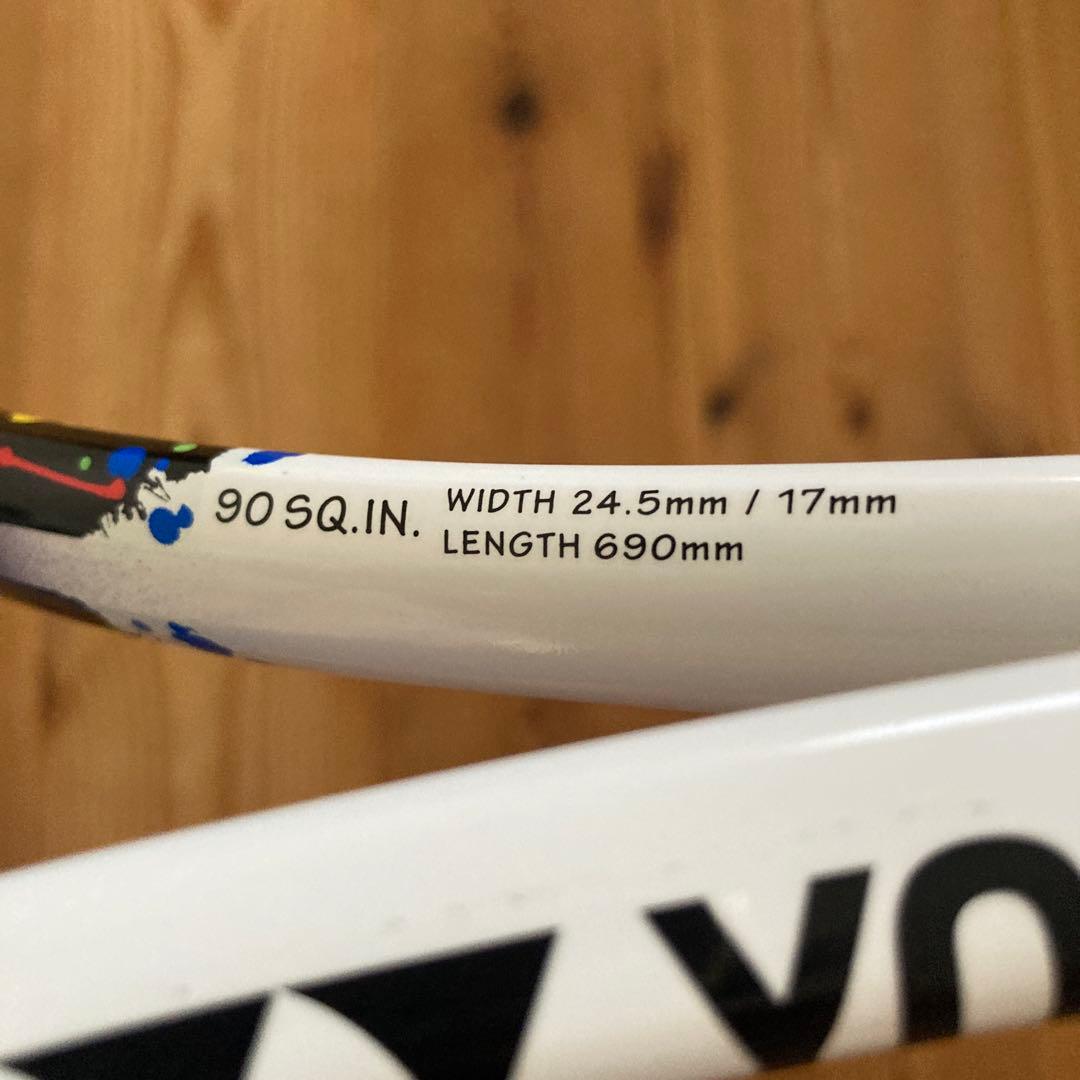 90 SQ.IN.
WIDTH 24.5mm / 17mm
LENGTH 690mm